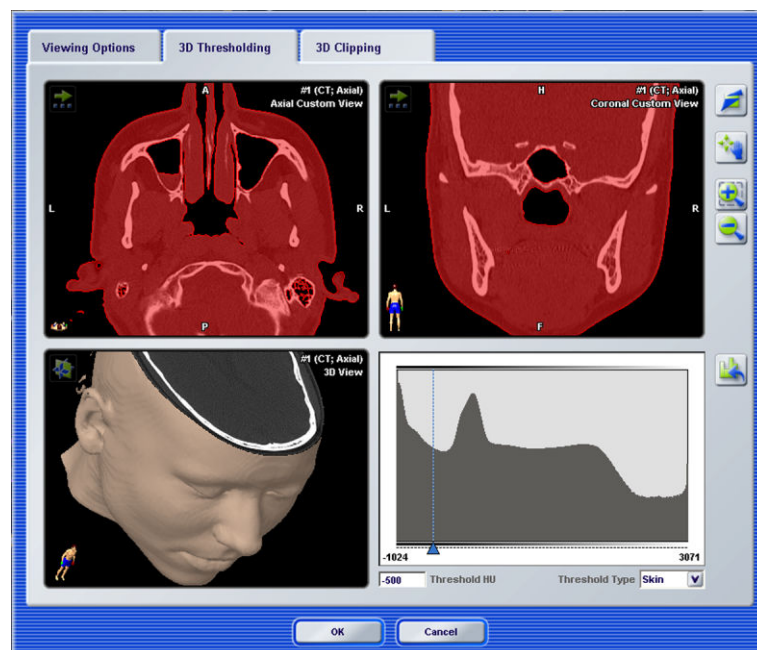 Viewing Options
3D Thresholding
3D Clipping
A
#1 (CT; Axial)
Axial Custom View
L
R
P
H
#1 (CT; Axial)
Coronal Custom View
L
R
F
#1 (CT; Axial)
3D View
-1024
3071
-500 Threshold HU
Threshold Type Skin
OK
Cancel